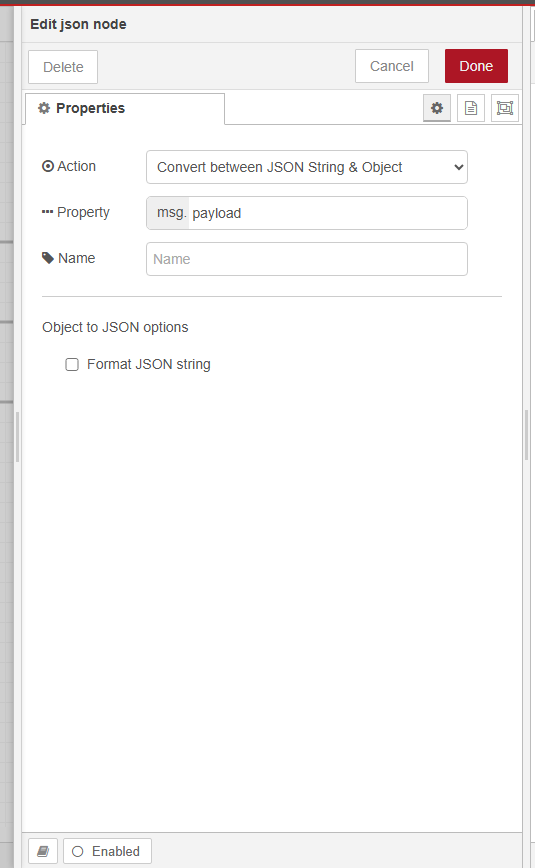 Edit json node
Delete
Cancel
Done
Properties
Action
Convert between JSON String & Object
Property
msg. payload
Name
Name
Object to JSON options
Format JSON string
Enabled